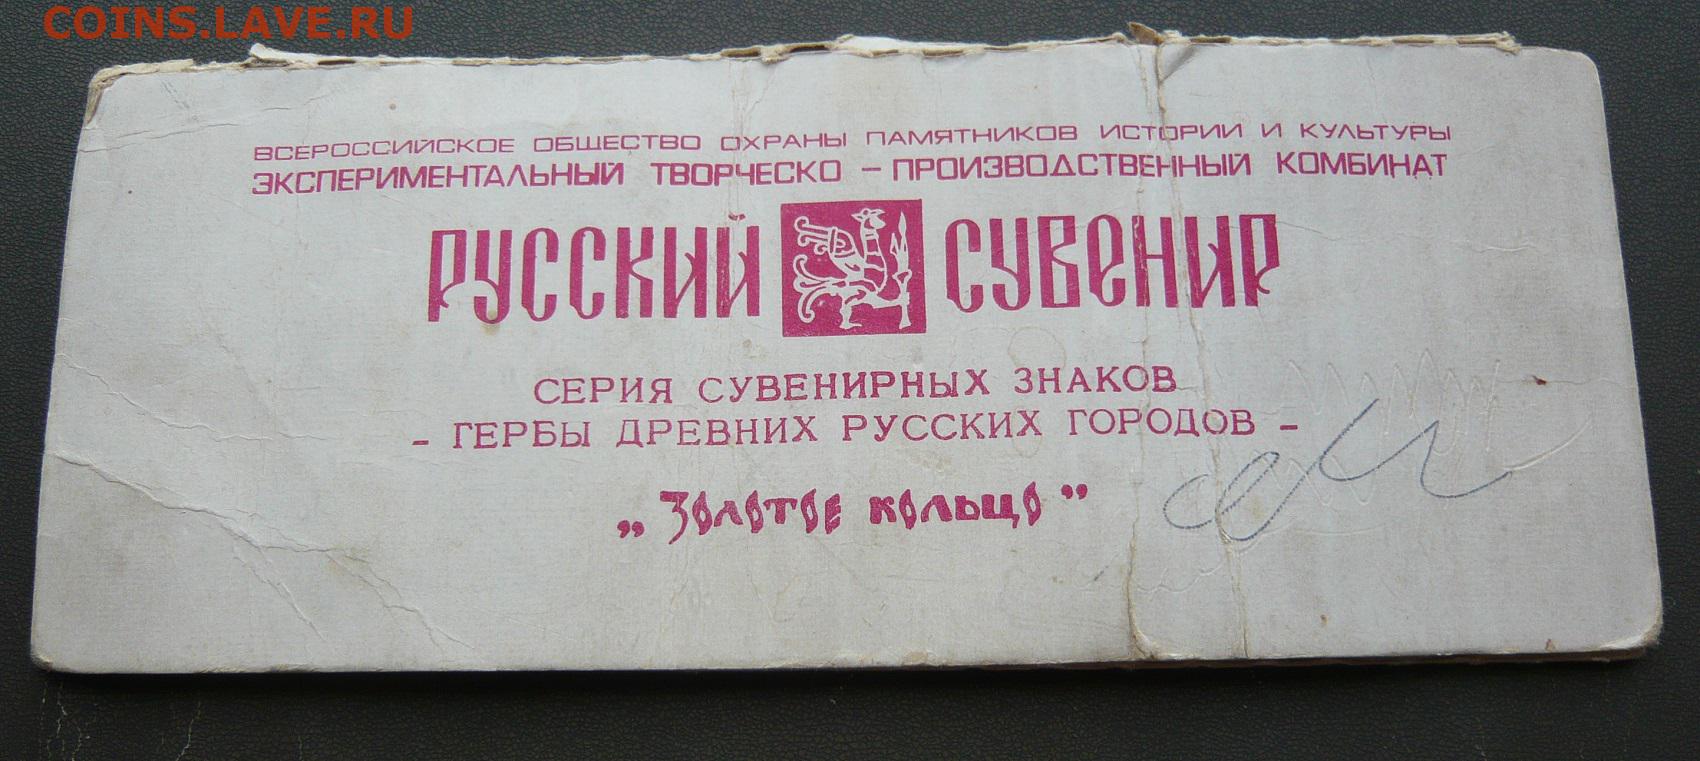 COINS.LAVE.RU
ВСЕРОССИЙСКОЕ ОБЩЕСТВО ОХРАНЫ ПАМЯТНИКОВ ИСТОРИИ И КУЛЬТУРЫ
ЭКСПЕРИМЕНТАЛЬНЫЙ ТВОРЧЕСКО – ПРОИЗВОДСТВЕННЫЙ КОМБИНАТ
РУССКИЙ СУВЕНИР
СЕРИЯ СУВЕНИРНЫХ ЗНАКОВ
- ГЕРБЫ ДРЕВНИХ РУССКИХ ГОРОДОВ -
„Золотое кольцо”